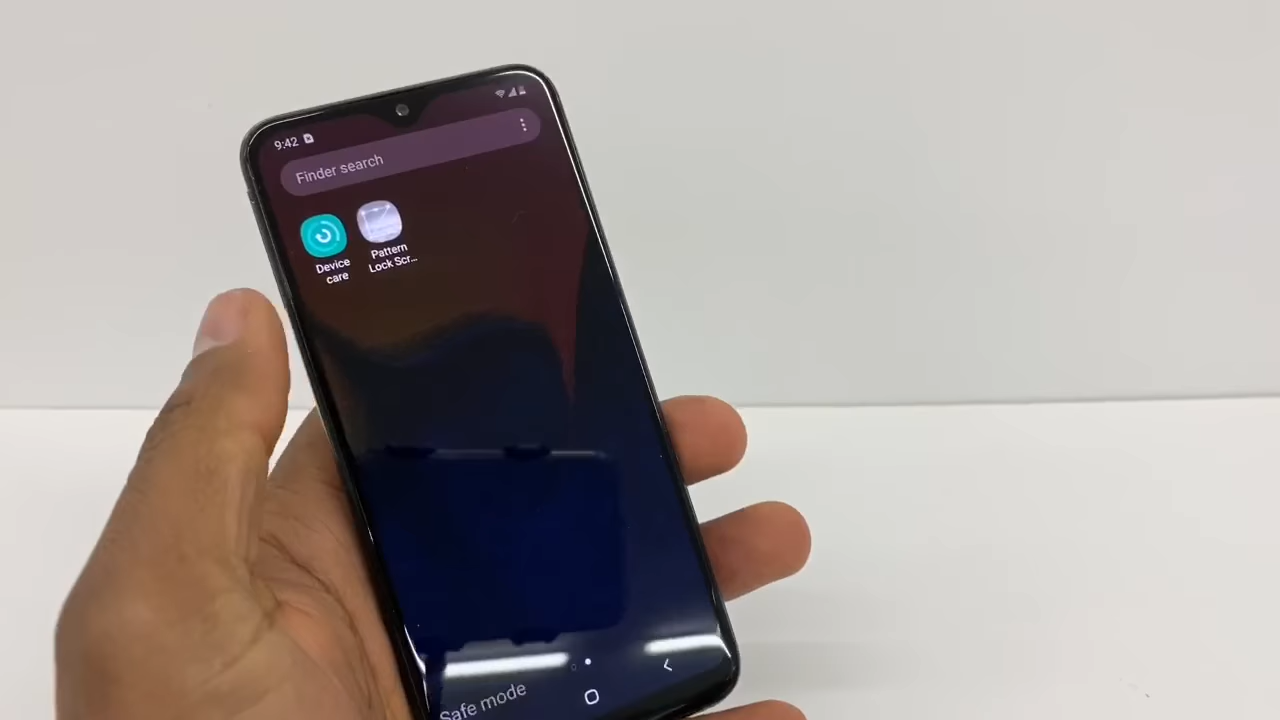 9:42
Finder search
Device
care
Pattern
Lock Scr...
Safe mode